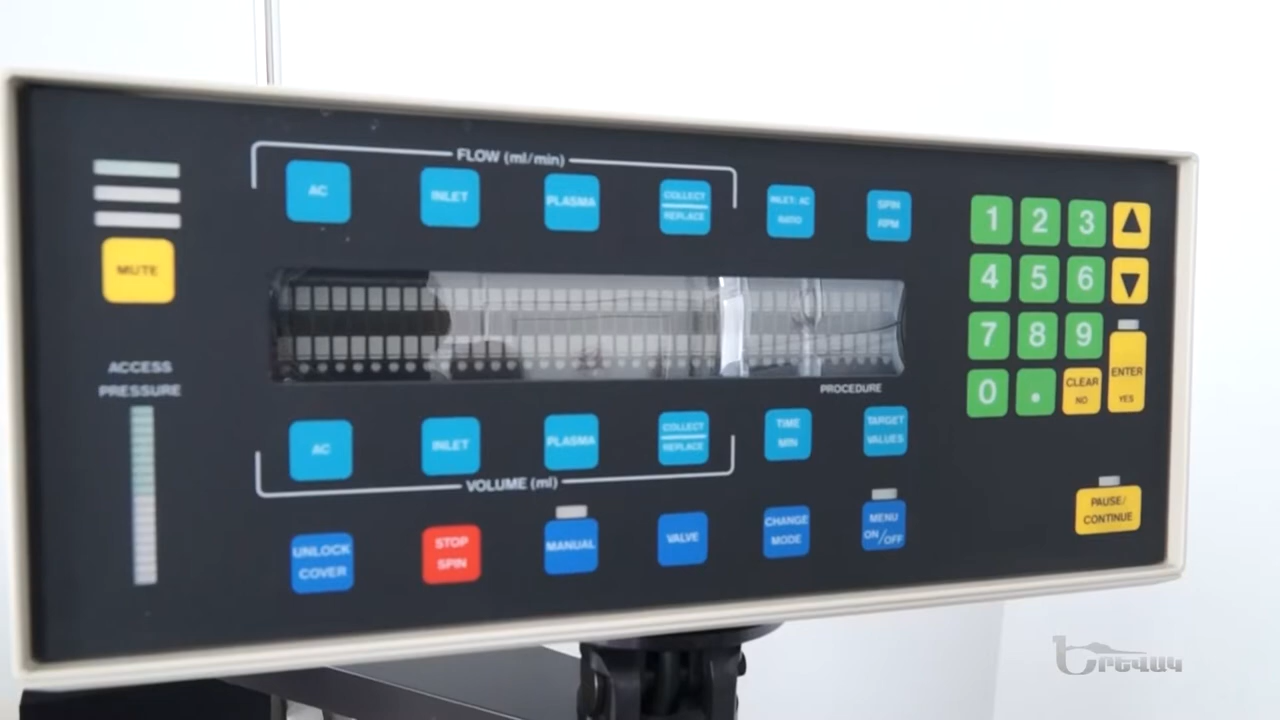 FLOW (ml/min)
AC
INLET
PLASMA
COLLECT
REPLACE
INLET: AC
RATIO
SPIN
RPM
MUTE
ACCESS
PRESSURE
PROCEDURE
AC
INLET
PLASMA
COLLECT
REPLACE
TIME
MIN
TARGET
VALUES
VOLUME (ml)
UNLOCK
COVER
STOP
SPIN
MANUAL
VALVE
CHANGE
MODE
MENU
ON/OFF
1 2 3
4 5 6
7 8 9
0 .
CLEAR
NO
ENTER
YES
PAUSE/
CONTINUE
ԵՐԵՎԱԿ